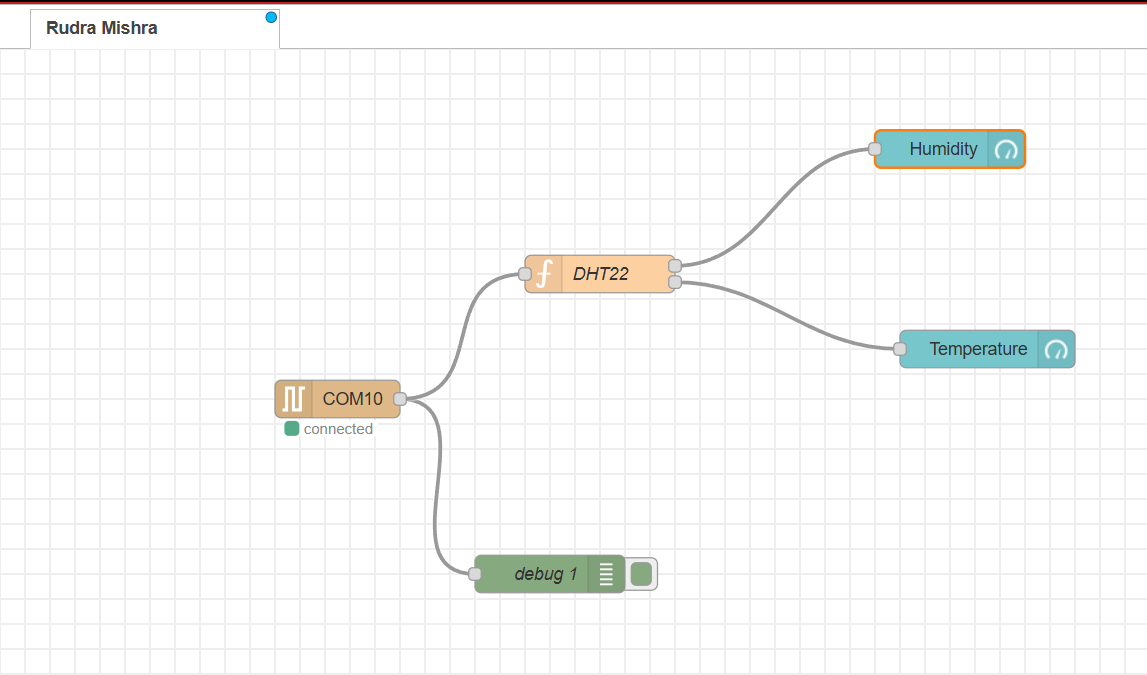 Rudra Mishra
Humidity
DHT22
Temperature
COM10
connected
debug 1